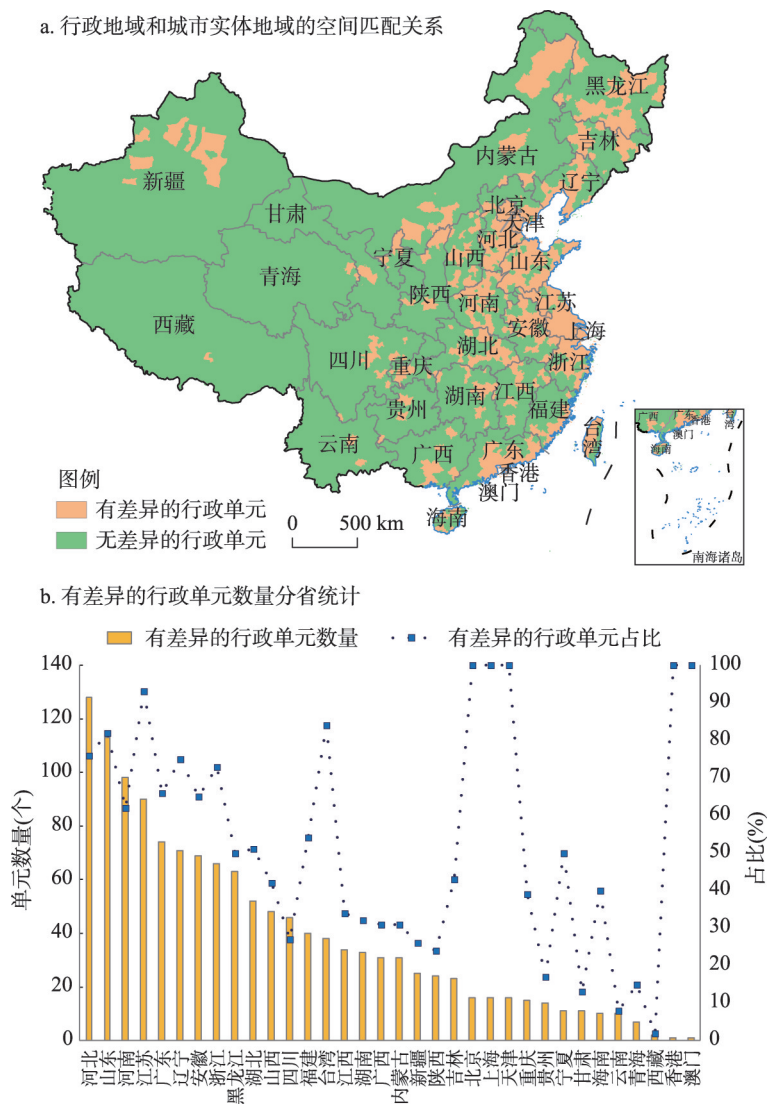 a. 行政地域和城市实体地域的空间匹配关系
黑龙江
吉林
内蒙古
辽宁
新疆
北京
甘肃
天津
河北
宁夏
山西
山东
青海
陕西
河南
江苏
西藏
安徽
上海
四川
湖北
重庆
浙江
湖南
江西
贵州
福建
云南
台湾
广西
广东
香港
澳门
海南
图例
有差异的行政单元
无差异的行政单元
0 500 km
广西
广东
香港
台湾
澳门
海南
南海诸岛
b. 有差异的行政单元数量分省统计
有差异的行政单元数量 有差异的行政单元占比
140
120
100
80
60
40
20
0
单元数量(个)
100
90
80
70
60
50
40
30
20
10
0
占比(%)
河北
山东
河南
江苏
广东
辽宁
安徽
浙江
黑龙江
湖北
山西
四川
福建
台湾
江西
湖南
广西
内蒙古
新疆
陕西
吉林
北京
上海
天津
重庆
贵州
宁夏
甘肃
海南
云南
青海
西藏
香港
澳门